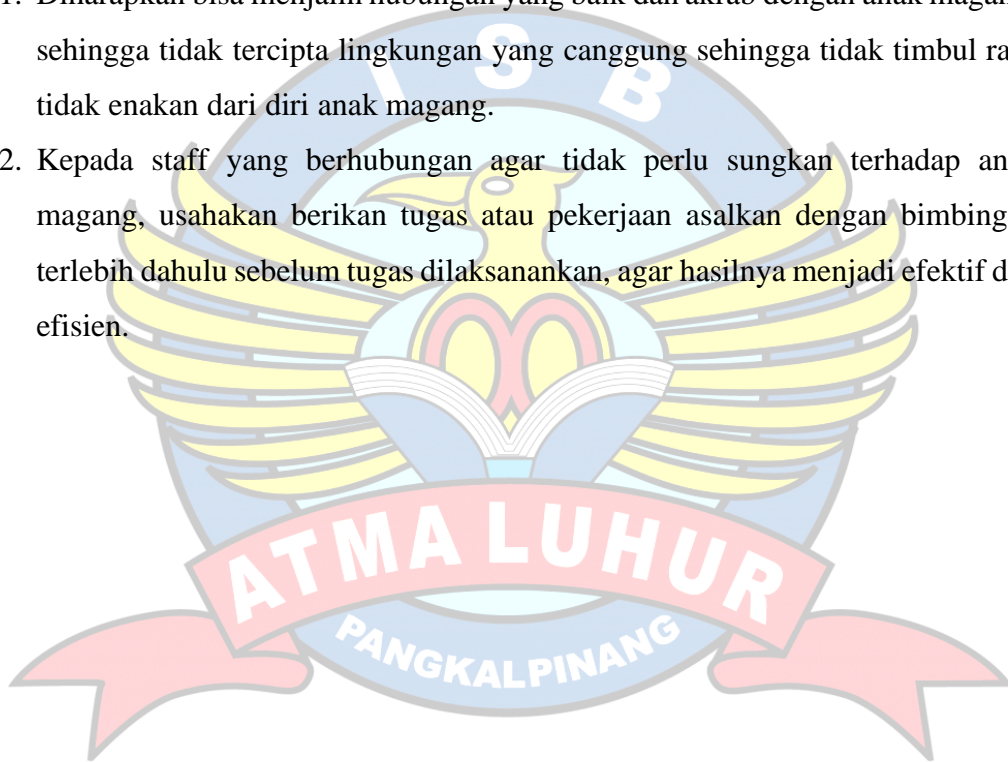 1. Diharapkan bisa menjalin hubungan yang baik dan akrab dengan anak magan
sehingga tidak tercipta lingkungan yang canggung sehingga tidak timbul ra
tidak enakan dari diri anak magang.
2. Kepada staff yang berhubungan agar tidak perlu sungkan terhadap an
magang, usahakan berikan tugas atau pekerjaan asalkan dengan bimbing
terlebih dahulu sebelum tugas dilaksanankan, agar hasilnya menjadi efektif d
efisien.
I S B
ATMA LUHUR
PANGKALPINANG